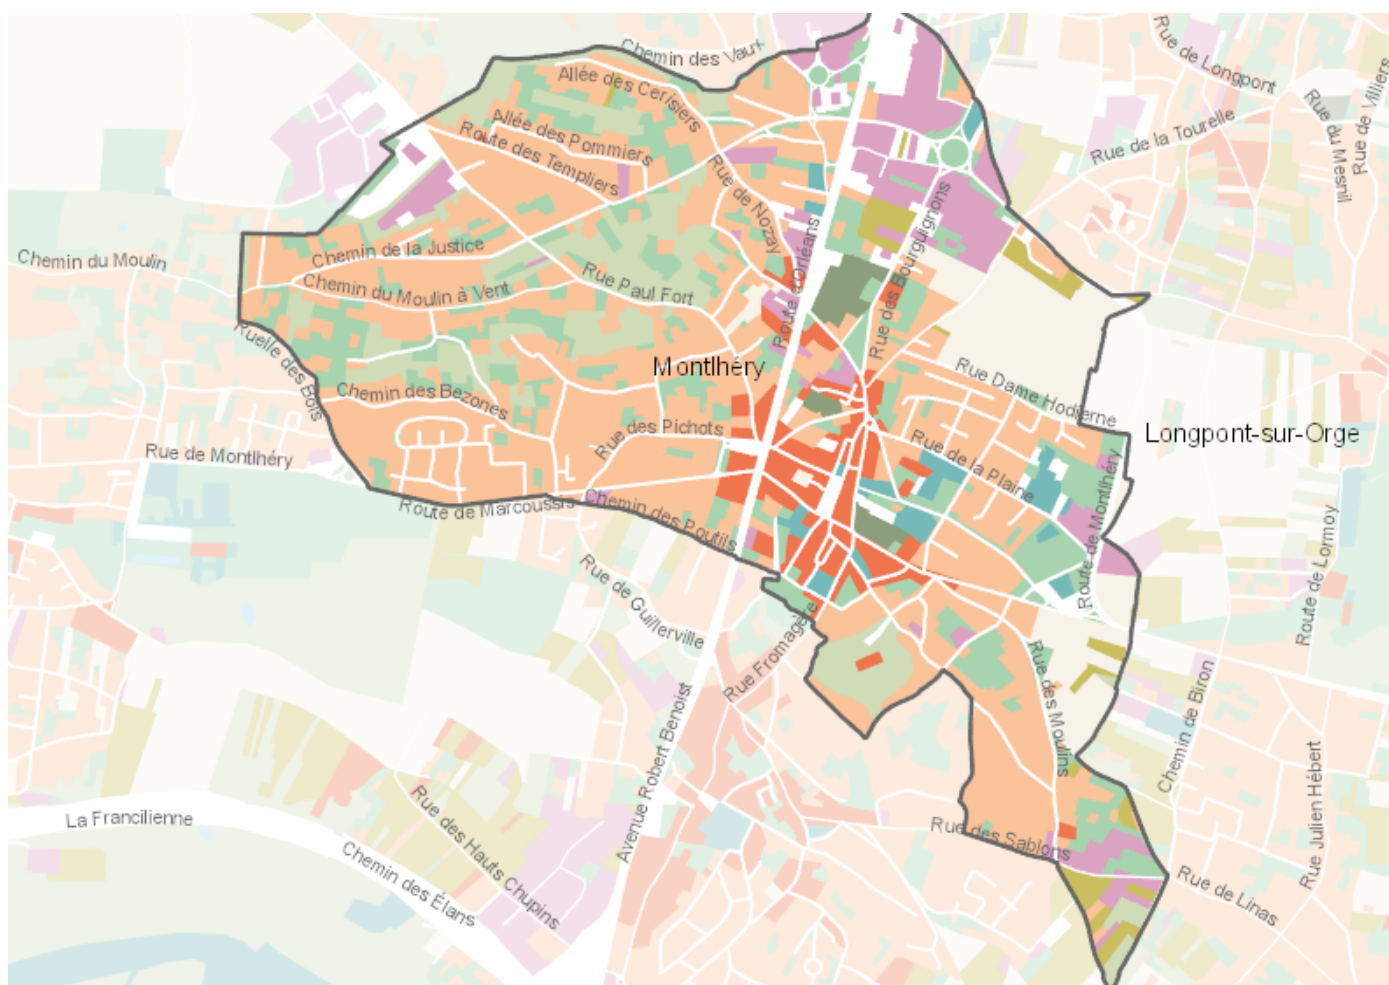 Chemin des Vaux
Rue de Longpont
Rue de Villiers
Allée des Cerisiers
Rue du Mesnil
Allée des Pommiers
Rue de la Tourelle
Route des Templiers
Rue de Nozay
Rue des Bourguignons
Route d'Orléans
Chemin de la Justice
Chemin du Moulin
Rue Paul Fort
Chemin du Moulin à Vent
Ruelle des Bois
Montlhéry
Rue Dame Hodierne
Chemin des Bezones
Longpont-sur-Orge
Rue des Pichots
Rue de la Plaine
Rue de Montlhéry
Route de Montlhéry
Route de Marcoussis
Chemin des Poutils
Route de Lormoy
Rue de Guillerville
Rue Fromagère
Rue des Moulins
Chemin de Biron
Avenue Robert Benoist
Rue Julien Hébert
La Francilienne
Rue des Hauts Chupins
Rue des Sablons
Chemin des Élans
Rue de Linas